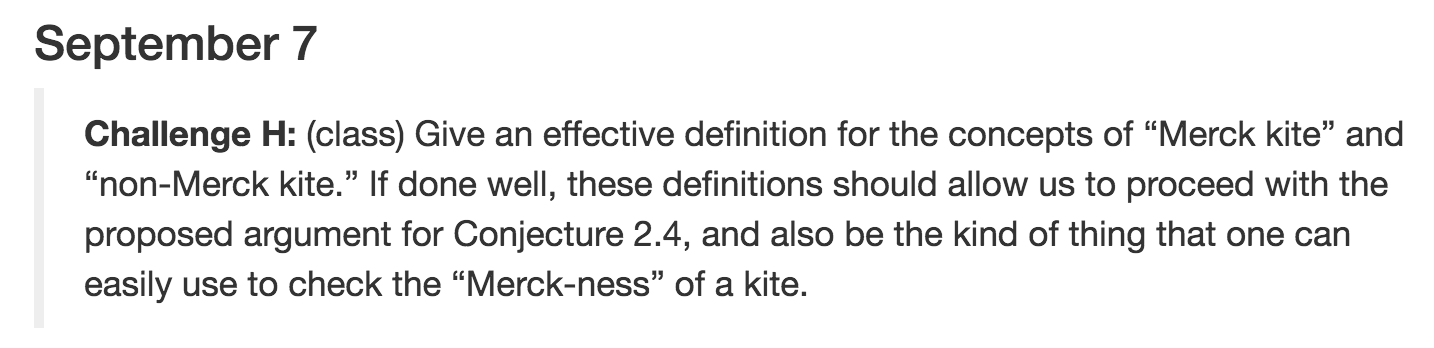 September 7
Challenge H: (class) Give an effective definition for the concepts of “Merck kite” and
“non-Merck kite.” If done well, these definitions should allow us to proceed with the
proposed argument for Conjecture 2.4, and also be the kind of thing that one can
easily use to check the “Merck-ness” of a kite.